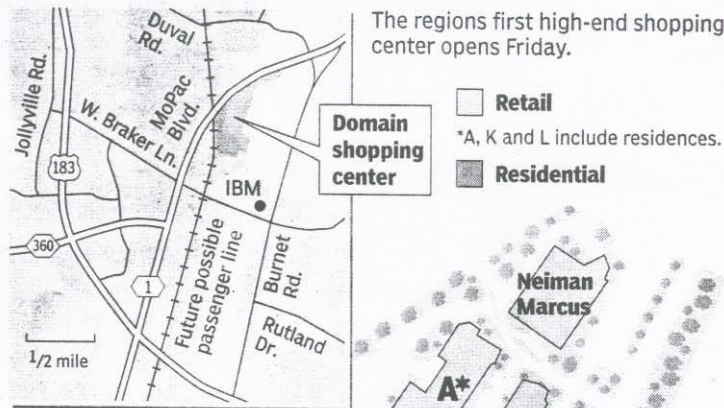 Duval
Rd.
Jollyville Rd.
MoPac
Blvd.
W. Braker Ln.
183
Domain
shopping
center
IBM
360
1
Future possible
passenger line
Burnet
Rd.
Rutland
Dr.
1/2 mile
The regions first high-end shopping
center opens Friday.
Retail
*A, K and L include residences.
Residential
Neiman
Marcus
A*